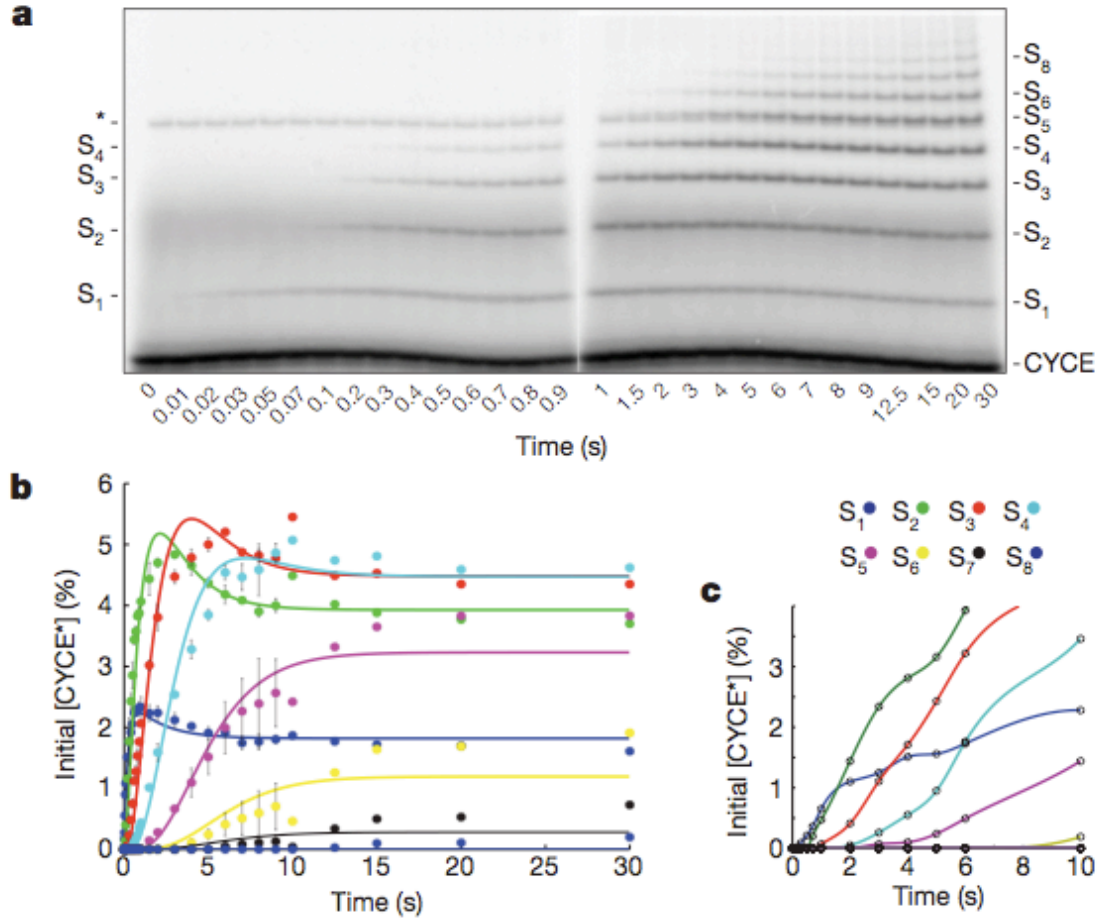 a
*
S4
S3
S2
S1
S8
S6
S5
S4
S3
S2
S1
CYCE
0 0.01 0.02 0.03 0.05 0.07 0.1 0.2 0.3 0.4 0.5 0.6 0.7 0.8 0.9 1 1.5 2 3 4 5 6 7 8 9 12.5 15 20 30
Time (s)
b
6
5
4
3
2
1
0
Initial [CYCE*] (%)
0 5 10 15 20 25 30
Time (s)
S1 S2 S3 S4
S5 S6 S7 S8
c
3
2
1
0
Initial [CYCE*] (%)
0 2 4 6 8 10
Time (s)